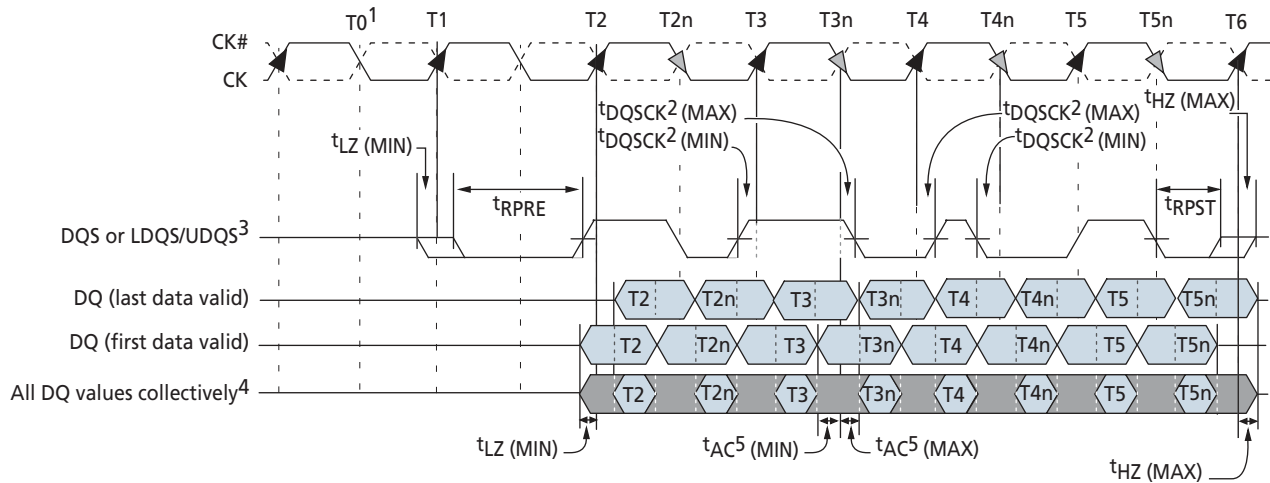 T0¹ T1 T2 T2n T3 T3n T4 T4n T5 T5n T6
CK#
CK
tLZ (MIN)
tDQSCK² (MAX)
tDQSCK² (MIN)
tDQSCK² (MAX)
tDQSCK² (MIN)
tHZ (MAX)
tRPRE
tRPST
DQS or LDQS/UDQS³
DQ (last data valid) T2 T2n T3 T3n T4 T4n T5 T5n
DQ (first data valid) T2 T2n T3 T3n T4 T4n T5 T5n
All DQ values collectively⁴ T2 T2n T3 T3n T4 T4n T5 T5n
tLZ (MIN) tAC⁵ (MIN) tAC⁵ (MAX)
tHZ (MAX)